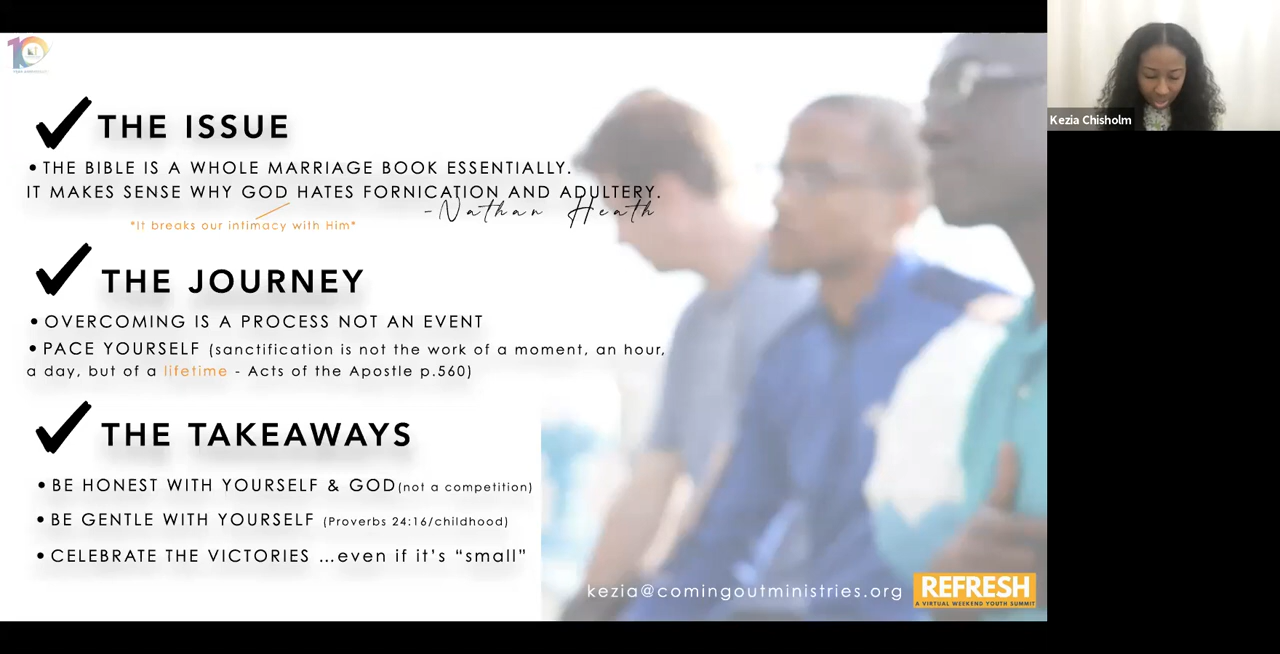 10
THE ISSUE
•THE BIBLE IS A WHOLE MARRIAGE BOOK ESSENTIALLY.
IT MAKES SENSE WHY GOD HATES FORNICATION AND ADULTERY.
-Nathan Heath
*It breaks our intimacy with Him*
THE JOURNEY
•OVERCOMING IS A PROCESS NOT AN EVENT
•PACE YOURSELF (sanctification is not the work of a moment, an hour,
a day, but of a lifetime - Acts of the Apostle p.560)
THE TAKEAWAYS
•BE HONEST WITH YOURSELF & GOD(not a competition)
•BE GENTLE WITH YOURSELF (Proverbs 24:16/childhood)
•CELEBRATE THE VICTORIES ...even if it's "small"
kezia@comingoutministries.org
REFRESH
A VIRTUAL WEEKEND YOUTH SUMMIT
Kezia Chisholm